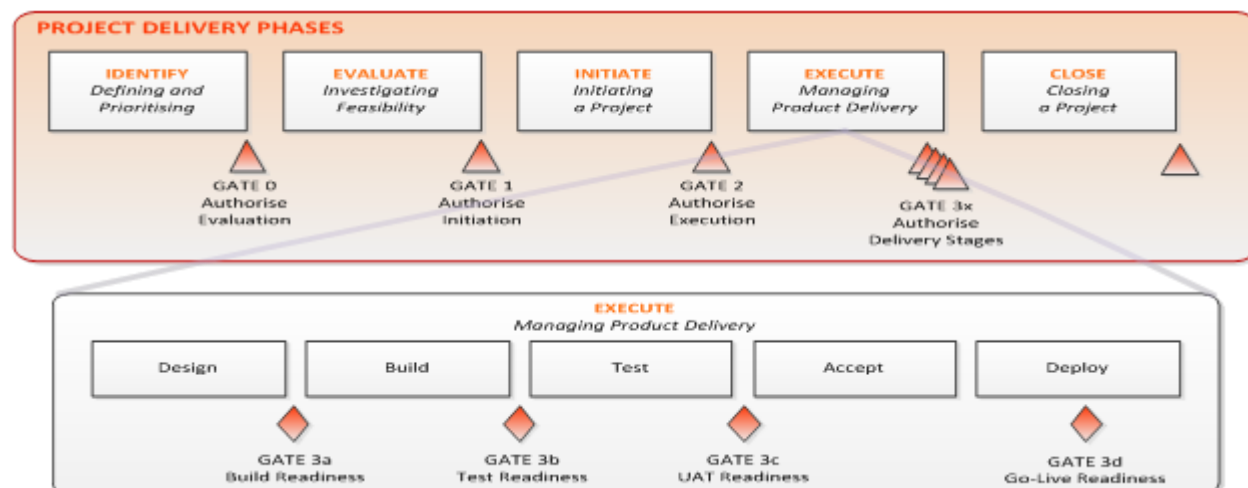 PROJECT DELIVERY PHASES
IDENTIFY
Defining and
Prioritising
EVALUATE
Investigating
Feasibility
INITIATE
Initiating
a Project
EXECUTE
Managing
Product Delivery
CLOSE
Closing
a Project
GATE 0
Authorise
Evaluation
GATE 1
Authorise
Initiation
GATE 2
Authorise
Execution
GATE 3x
Authorise
Delivery Stages
EXECUTE
Managing Product Delivery
Design
Build
Test
Accept
Deploy
GATE 3a
Build Readiness
GATE 3b
Test Readiness
GATE 3c
UAT Readiness
GATE 3d
Go-Live Readiness